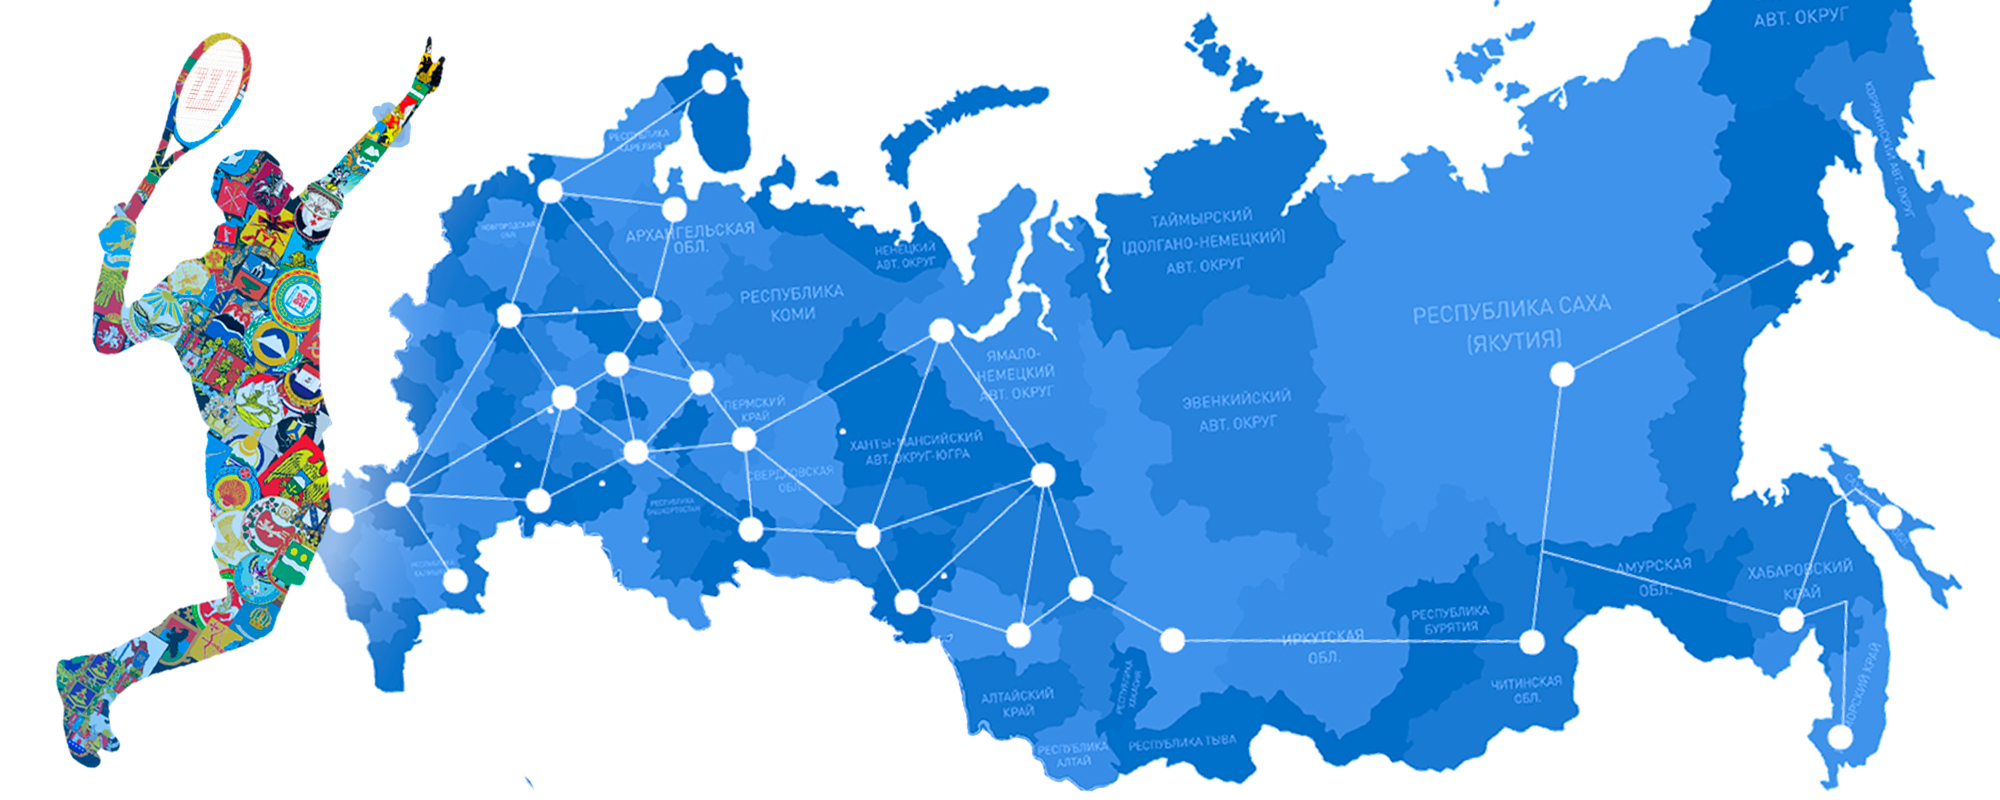 АВТ. ОКРУГ
КОРЯКСКИЙ АВТ. ОКРУГ
РЕСПУБЛИКА
КАРЕЛИЯ
НОВГОРОДСКАЯ
ОБЛ.
АРХАНГЕЛЬСКАЯ
ОБЛ.
НЕНЕЦКИЙ
АВТ. ОКРУГ
ТАЙМЫРСКИЙ
(ДОЛГАНО-НЕМЕЦКИЙ)
АВТ. ОКРУГ
РЕСПУБЛИКА
КОМИ
РЕСПУБЛИКА САХА
(ЯКУТИЯ)
ЯМАЛО-
НЕМЕЦКИЙ
АВТ. ОКРУГ
ПЕРМСКИЙ
КРАЙ
ЭВЕНКИЙСКИЙ
АВТ. ОКРУГ
ХАНТЫ-МАНСИЙСКИЙ
АВТ. ОКРУГ-ЮГРА
СВЕРДЛОВСКАЯ
ОБЛ.
РЕСПУБЛИКА
БАШКОРТОСТАН
РЕСПУБЛИКА
АМУРСКАЯ
ОБЛ.
ХАБАРОВСКИЙ
КРАЙ
РЕСПУБЛИКА
БУРЯТИЯ
ИРКУТСКАЯ
ОБЛ.
ЧИТИНСКАЯ
ОБЛ.
АЛТАЙСКИЙ
КРАЙ
РЕСПУБЛИКА
ХАКАСИЯ
РЕСПУБЛИКА ТЫВА
РЕСПУБЛИКА
АЛТАЙ
МОРСКИЙ КРАЙ